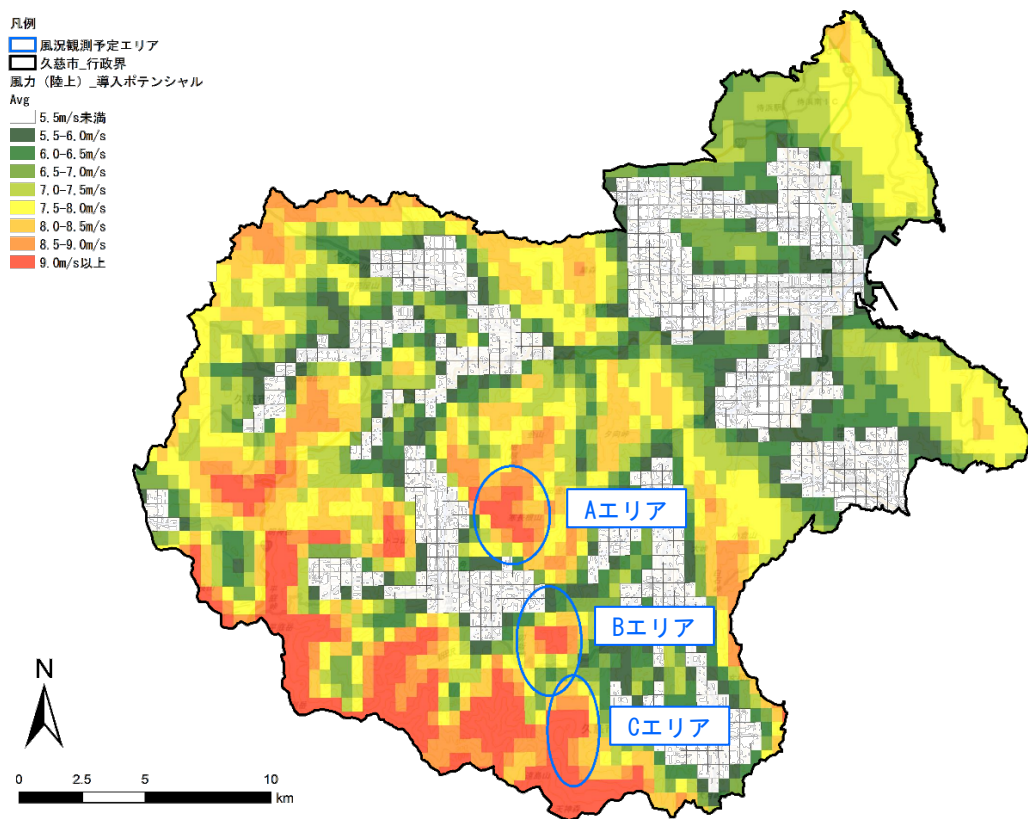 凡例
風況観測予定エリア
久慈市_行政界
風力（陸上）_導入ポテンシャル
Avg
5.5m/s未満
5.5-6.0m/s
6.0-6.5m/s
6.5-7.0m/s
7.0-7.5m/s
7.5-8.0m/s
8.0-8.5m/s
8.5-9.0m/s
9.0m/s以上
Aエリア
Bエリア
Cエリア
N
0 2.5 5 10
km